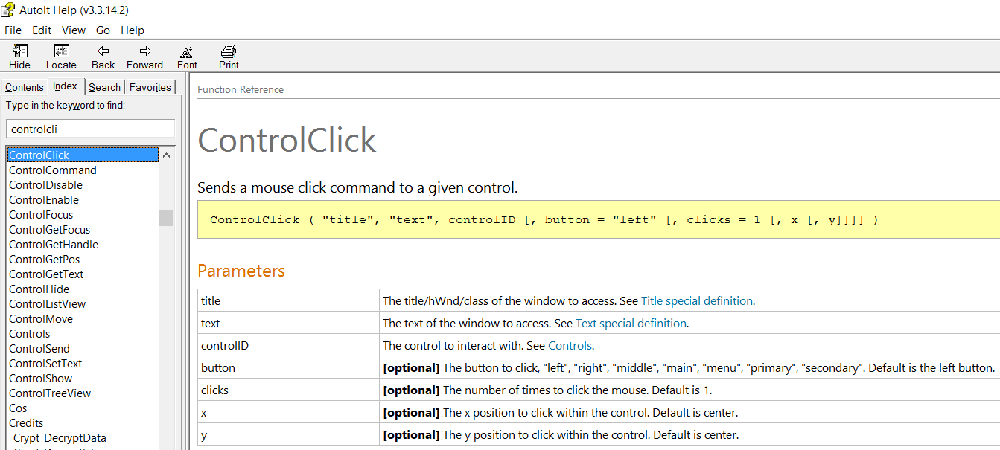 AutoIt Help (v3.3.14.2)
File Edit View Go Help
Hide Locate Back Forward Font Print
Contents Index Search Favorites
Type in the keyword to find:
controlcli
ControlClick
ControlCommand
ControlDisable
ControlEnable
ControlFocus
ControlGetFocus
ControlGetHandle
ControlGetPos
ControlGetText
ControlHide
ControlListView
ControlMove
Controls
ControlSend
ControlSetText
ControlShow
ControlTreeView
Cos
Credits
_Crypt_DecryptData
Function Reference
ControlClick
Sends a mouse click command to a given control.
ControlClick ( "title", "text", controlID [, button = "left" [, clicks = 1 [, x [, y]]]] )
Parameters
title The title/hWnd/class of the window to access. See Title special definition.
text The text of the window to access. See Text special definition.
controlID The control to interact with. See Controls.
button [optional] The button to click, "left", "right", "middle", "main", "menu", "primary", "secondary". Default is the left button.
clicks [optional] The number of times to click the mouse. Default is 1.
x [optional] The x position to click within the control. Default is center.
y [optional] The y position to click within the control. Default is center.